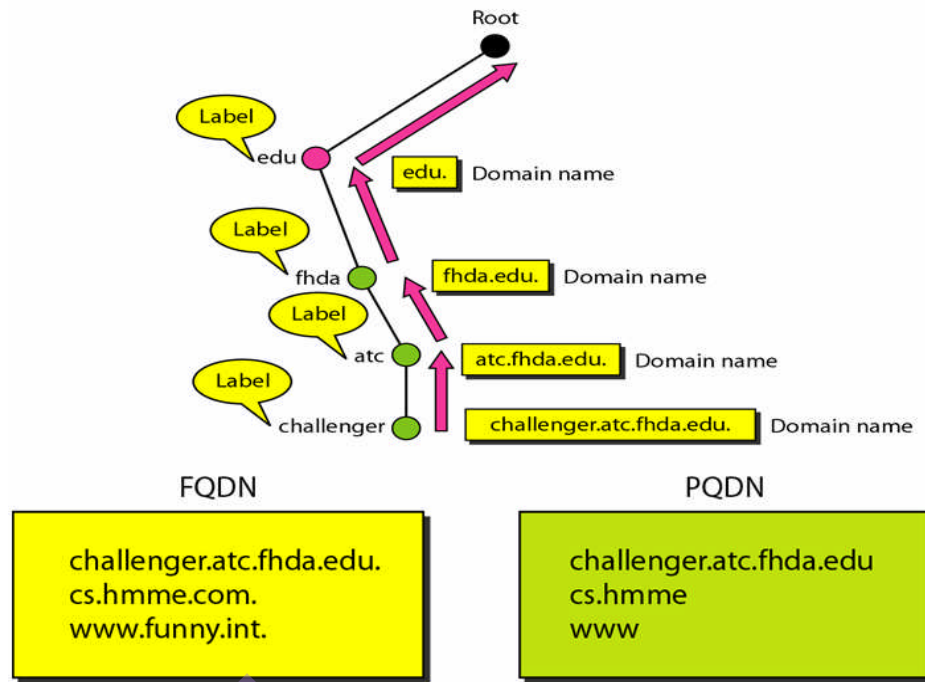 Root
Label
edu
edu. Domain name
Label
fhda
fhda.edu. Domain name
Label
atc
atc.fhda.edu. Domain name
Label
challenger
challenger.atc.fhda.edu. Domain name
FQDN
challenger.atc.fhda.edu.
cs.hmme.com.
www.funny.int.
PQDN
challenger.atc.fhda.edu
cs.hmme
www